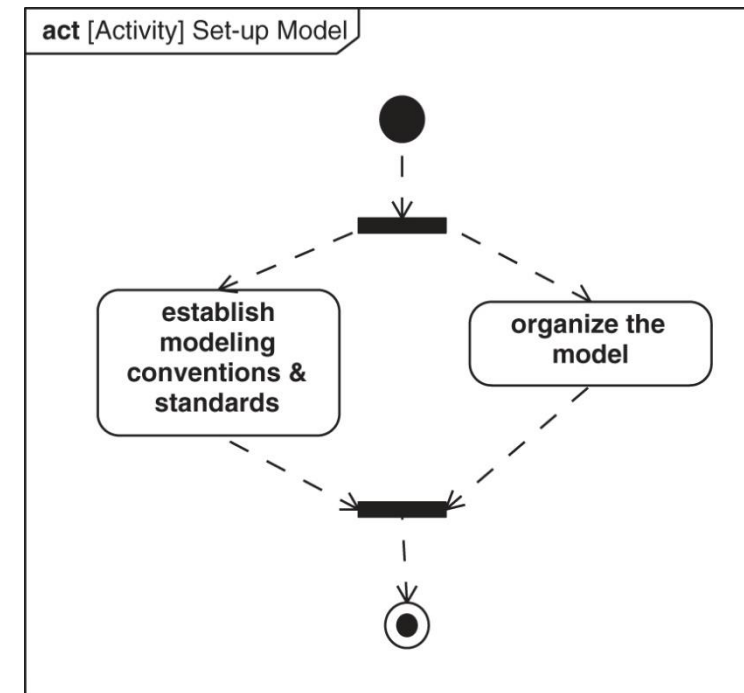 act [Activity] Set-up Model
establish
modeling
conventions &
standards
organize the
model